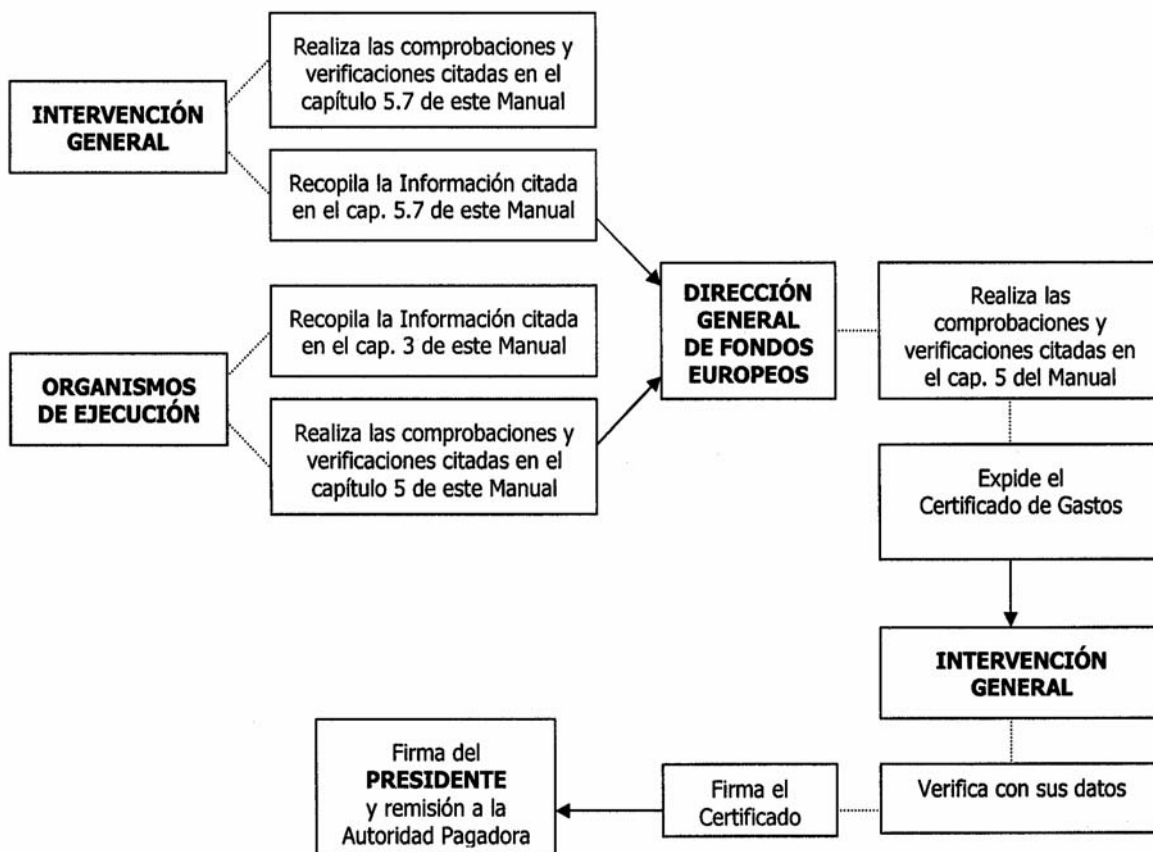 Realiza las comprobaciones y
verificaciones citadas en el
capítulo 5.7 de este Manual
INTERVENCIÓN
GENERAL
Recopila la Información citada
en el cap. 5.7 de este Manual
Recopila la Información citada
en el cap. 3 de este Manual
ORGANISMOS
DE EJECUCIÓN
Realiza las comprobaciones y
verificaciones citadas en el
capítulo 5 de este Manual
DIRECCIÓN
GENERAL
DE FONDOS
EUROPEOS
Realiza las
comprobaciones y
verificaciones citadas en
el cap. 5 del Manual
Expide el
Certificado de Gastos
INTERVENCIÓN
GENERAL
Verifica con sus datos
Firma el
Certificado
Firma del
PRESIDENTE
y remisión a la
Autoridad Pagadora